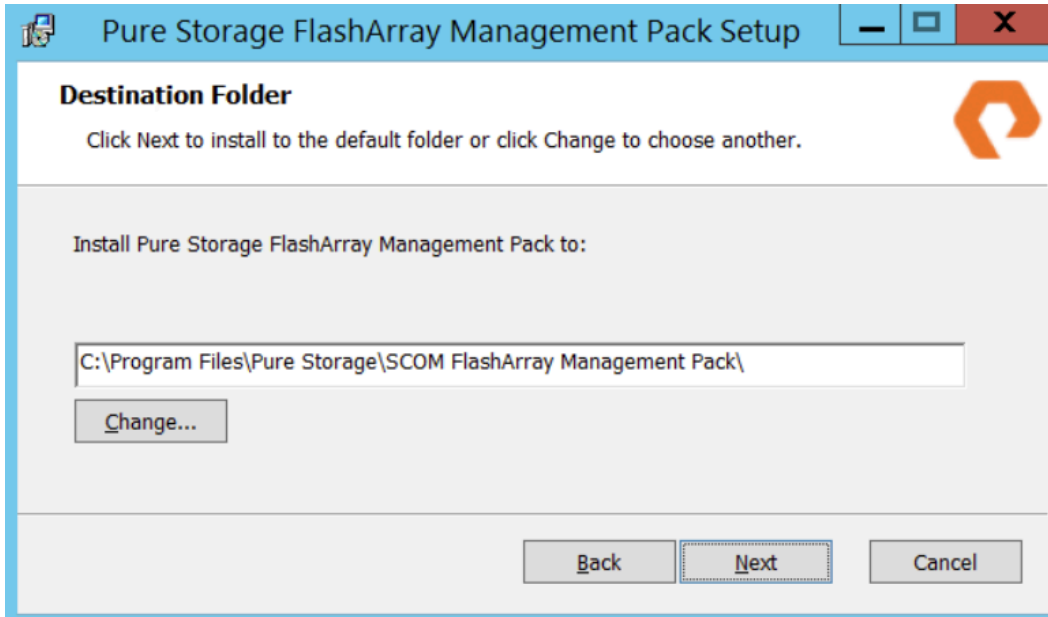 Pure Storage FlashArray Management Pack Setup
Destination Folder
Click Next to install to the default folder or click Change to choose another.
Install Pure Storage FlashArray Management Pack to:
C:\Program Files\Pure Storage\SCOM FlashArray Management Pack\
Change...
Back Next Cancel